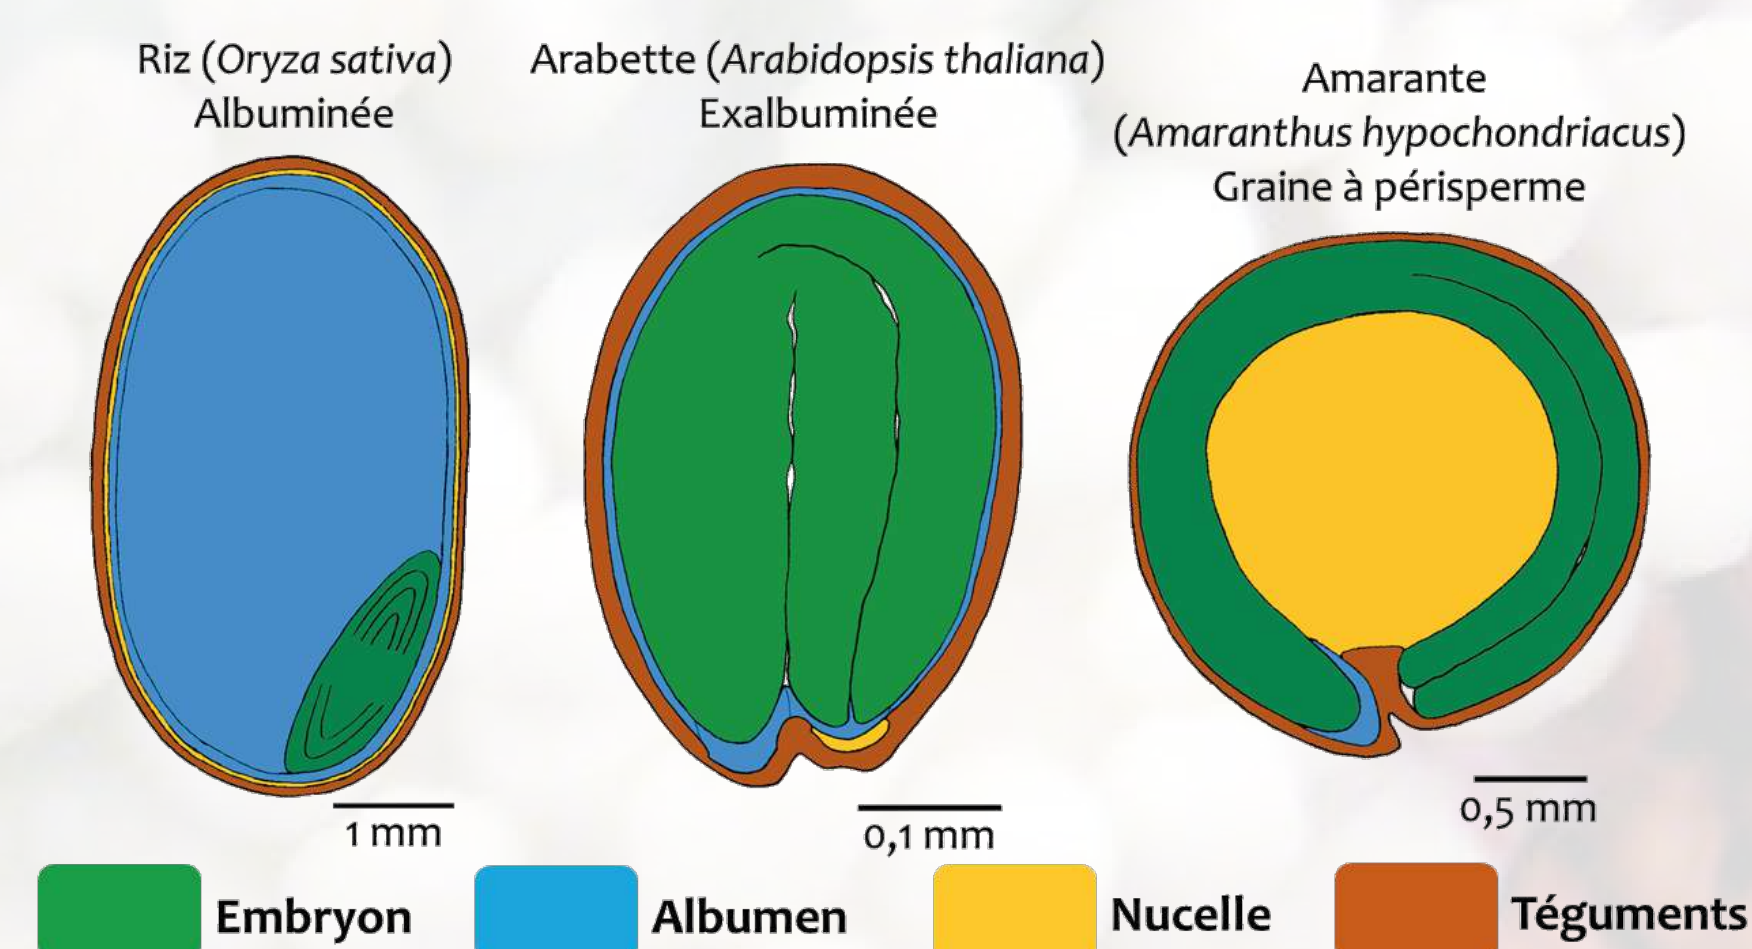 Riz (Oryza sativa)
Albuminée
Arabette (Arabidopsis thaliana)
Exalbuminée
Amarante
(Amaranthus hypochondriacus)
Graine à périsperme
1 mm
0,1 mm
0,5 mm
Embryon
Albumen
Nucelle
Téguments